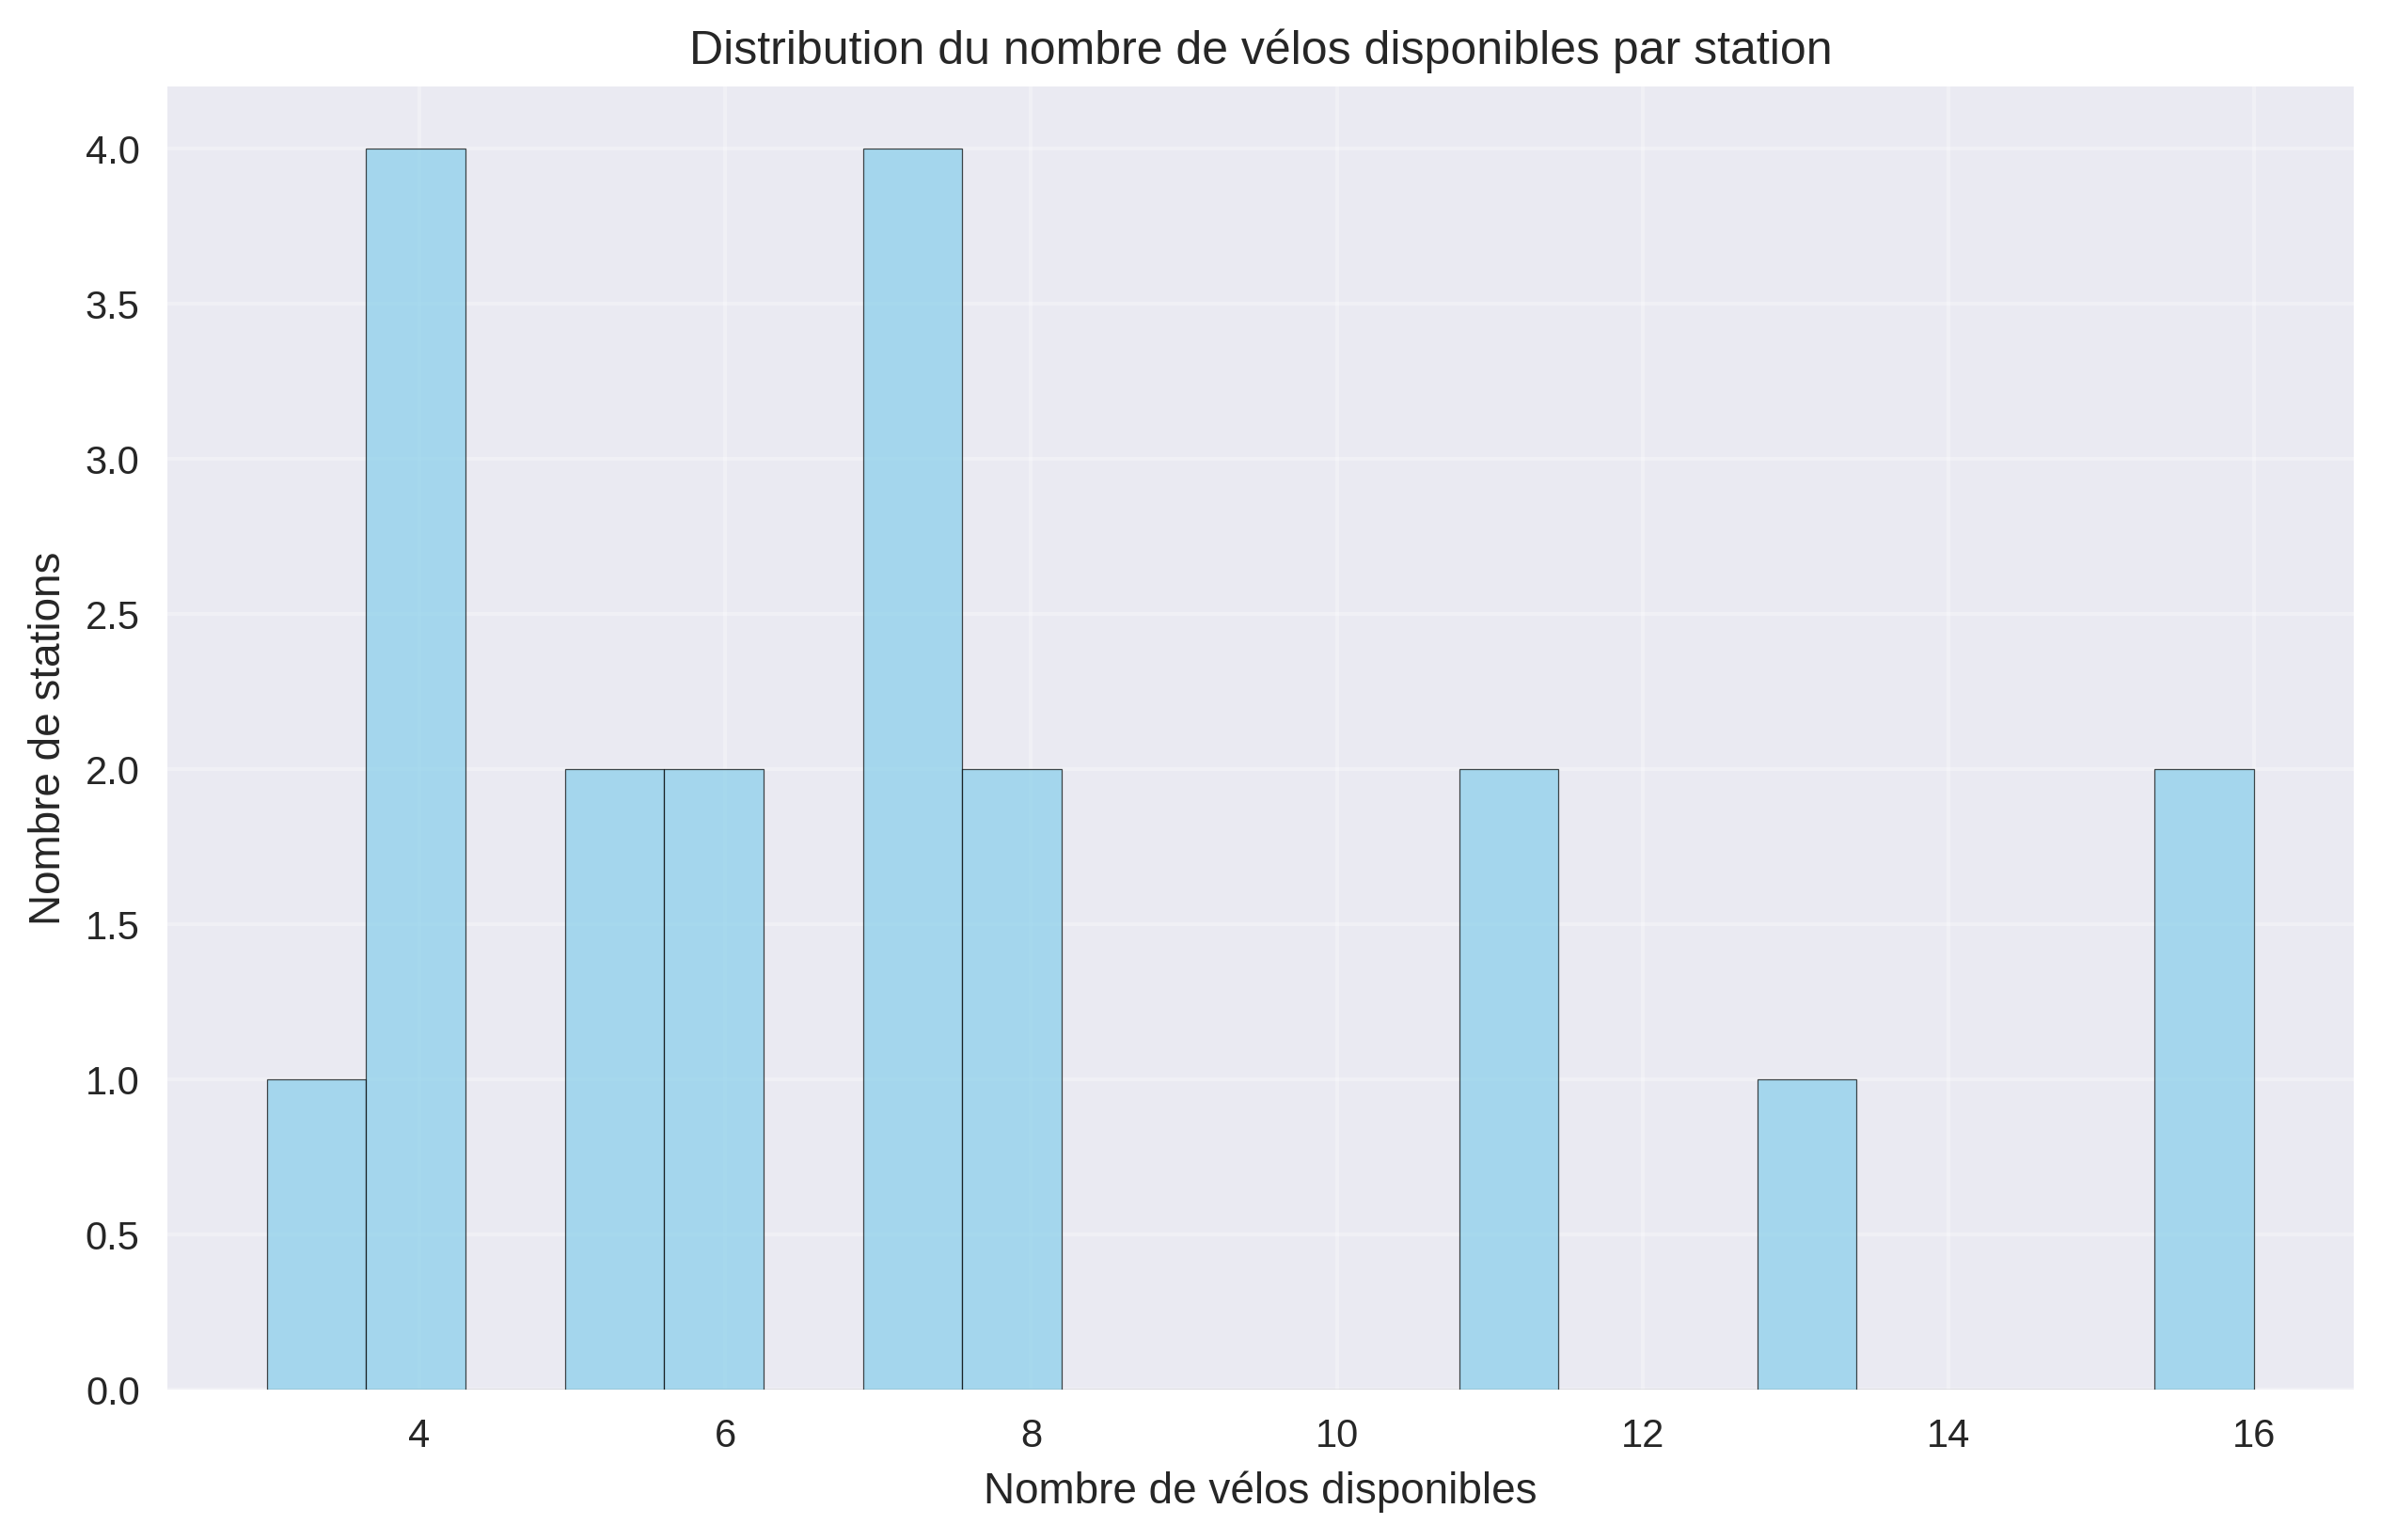 Distribution du nombre de vélos disponibles par station
Nombre de stations
4.0
3.5
3.0
2.5
2.0
1.5
1.0
0.5
0.0
4 6 8 10 12 14 16
Nombre de vélos disponibles